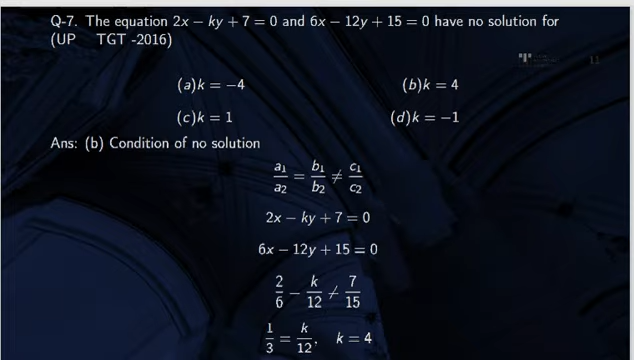 Q-7. The equation 2x − ky + 7 = 0 and 6x − 12y + 15 = 0 have no solution for
(UP TGT -2016)
11
(a)k = −4 (b)k = 4
(c)k = 1 (d)k = −1
Ans: (b) Condition of no solution
a₁/a₂ = b₁/b₂ ≠ c₁/c₂
2x − ky + 7 = 0
6x − 12y + 15 = 0
2/6 − k/12 ≠ 7/15
1/3 = k/12, k = 4